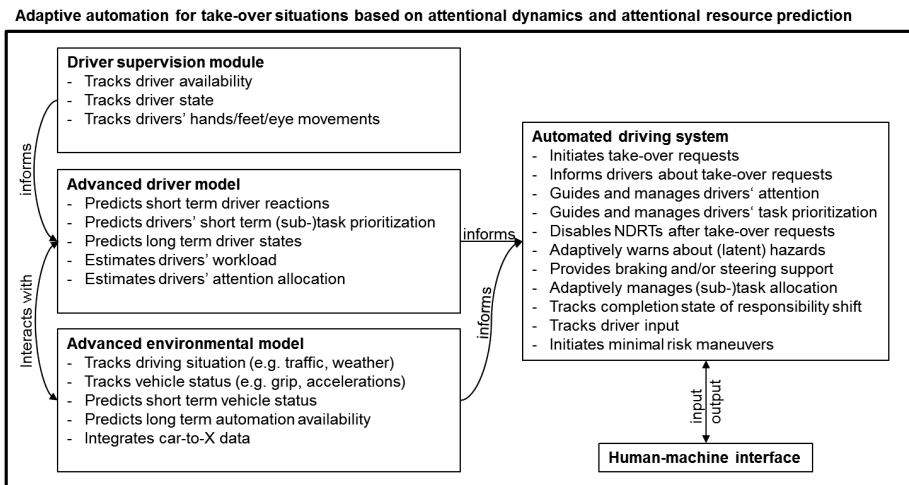 Adaptive automation for take-over situations based on attentional dynamics and attentional resource prediction
Driver supervision module
- Tracks driver availability
- Tracks driver state
- Tracks drivers' hands/feet/eye movements
informs
Advanced driver model
- Predicts short term driver reactions
- Predicts drivers' short term (sub-)task prioritization
- Predicts long term driver states
- Estimates drivers' workload
- Estimates drivers' attention allocation
Interacts with
Advanced environmental model
- Tracks driving situation (e.g. traffic, weather)
- Tracks vehicle status (e.g. grip, accelerations)
- Predicts short term vehicle status
- Predicts long term automation availability
- Integrates car-to-X data
informs
informs
Automated driving system
- Initiates take-over requests
- Informs drivers about take-over requests
- Guides and manages drivers' attention
- Guides and manages drivers' task prioritization
- Disables NDRTs after take-over requests
- Adaptively warns about (latent) hazards
- Provides braking and/or steering support
- Adaptively manages (sub-)task allocation
- Tracks completion state of responsibility shift
- Tracks driver input
- Initiates minimal risk maneuvers
input
output
Human-machine interface